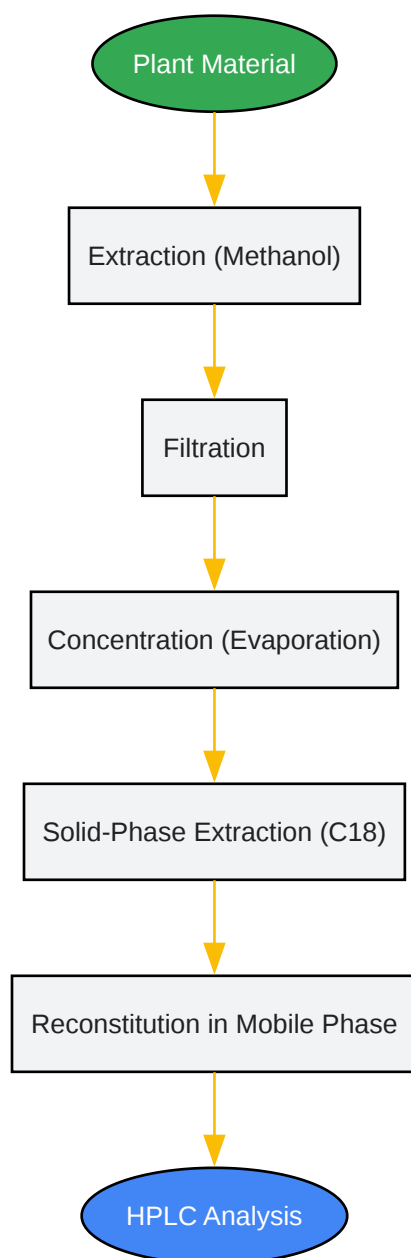 Plant Material
Extraction (Methanol)
Filtration
Concentration (Evaporation)
Solid-Phase Extraction (C18)
Reconstitution in Mobile Phase
HPLC Analysis